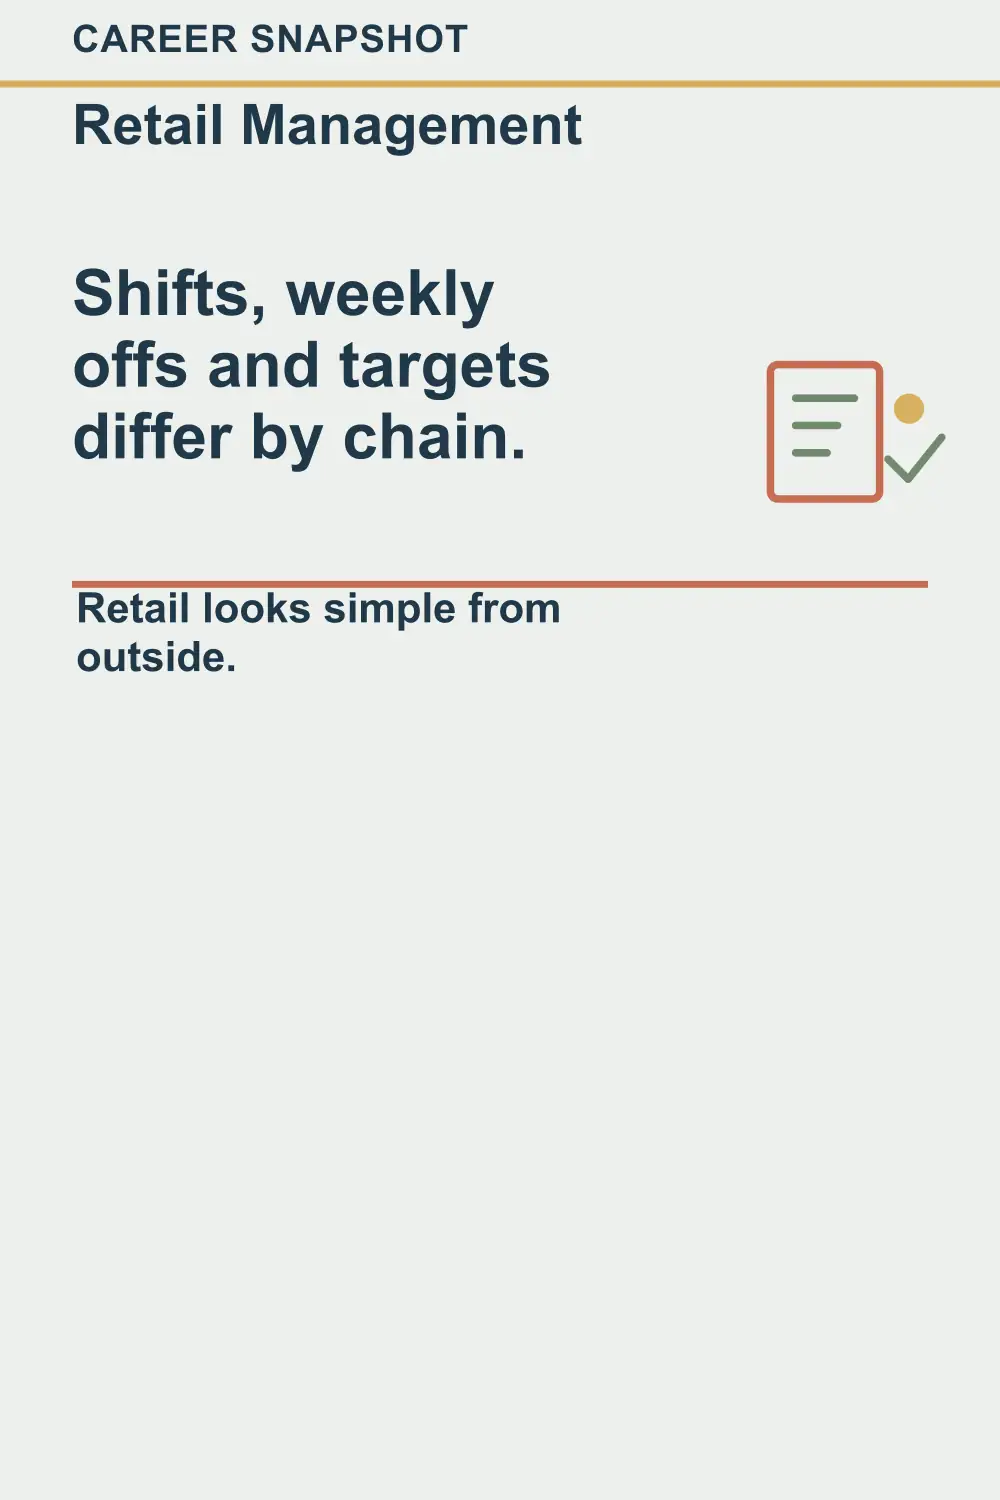 CAREER SNAPSHOT
Retail Management
Shifts, weekly
offs and targets
differ by chain.
Retail looks simple from
outside.